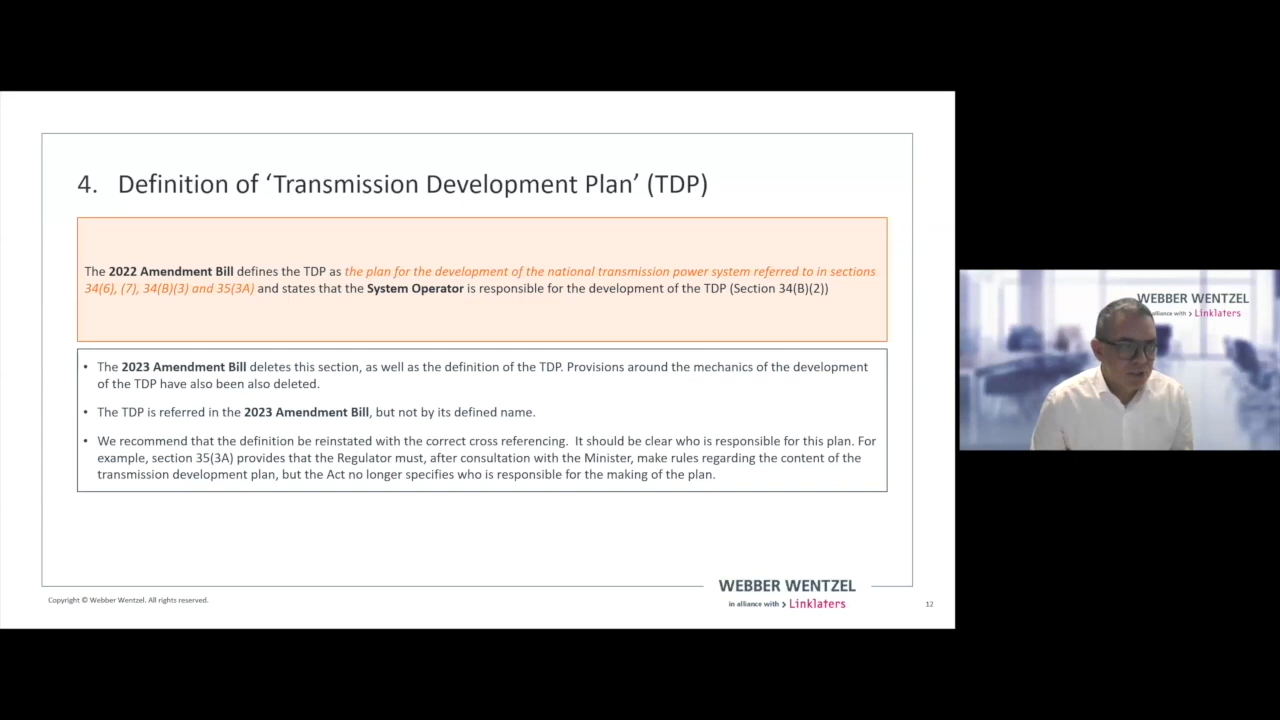 4. Definition of ‘Transmission Development Plan’ (TDP)
The 2022 Amendment Bill defines the TDP as the plan for the development of the national transmission power system referred to in sections
34(6), (7), 34(B)(3) and 35(3A) and states that the System Operator is responsible for the development of the TDP (Section 34(B)(2))
• The 2023 Amendment Bill deletes this section, as well as the definition of the TDP. Provisions around the mechanics of the development
of the TDP have also been also deleted.
• The TDP is referred in the 2023 Amendment Bill, but not by its defined name.
• We recommend that the definition be reinstated with the correct cross referencing. It should be clear who is responsible for this plan. For
example, section 35(3A) provides that the Regulator must, after consultation with the Minister, make rules regarding the content of the
transmission development plan, but the Act no longer specifies who is responsible for the making of the plan.
WEBBER WENTZEL
in alliance with > Linklaters
Copyright © Webber Wentzel. All rights reserved.
12
WEBBER WENTZEL
alliance with > Linklaters